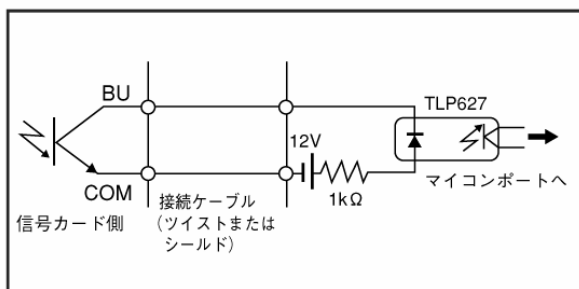 BU
TLP627
12V
COM
1kΩ
マイコンポートへ
信号カード側
接続ケーブル
（ツイストまたは
シールド）